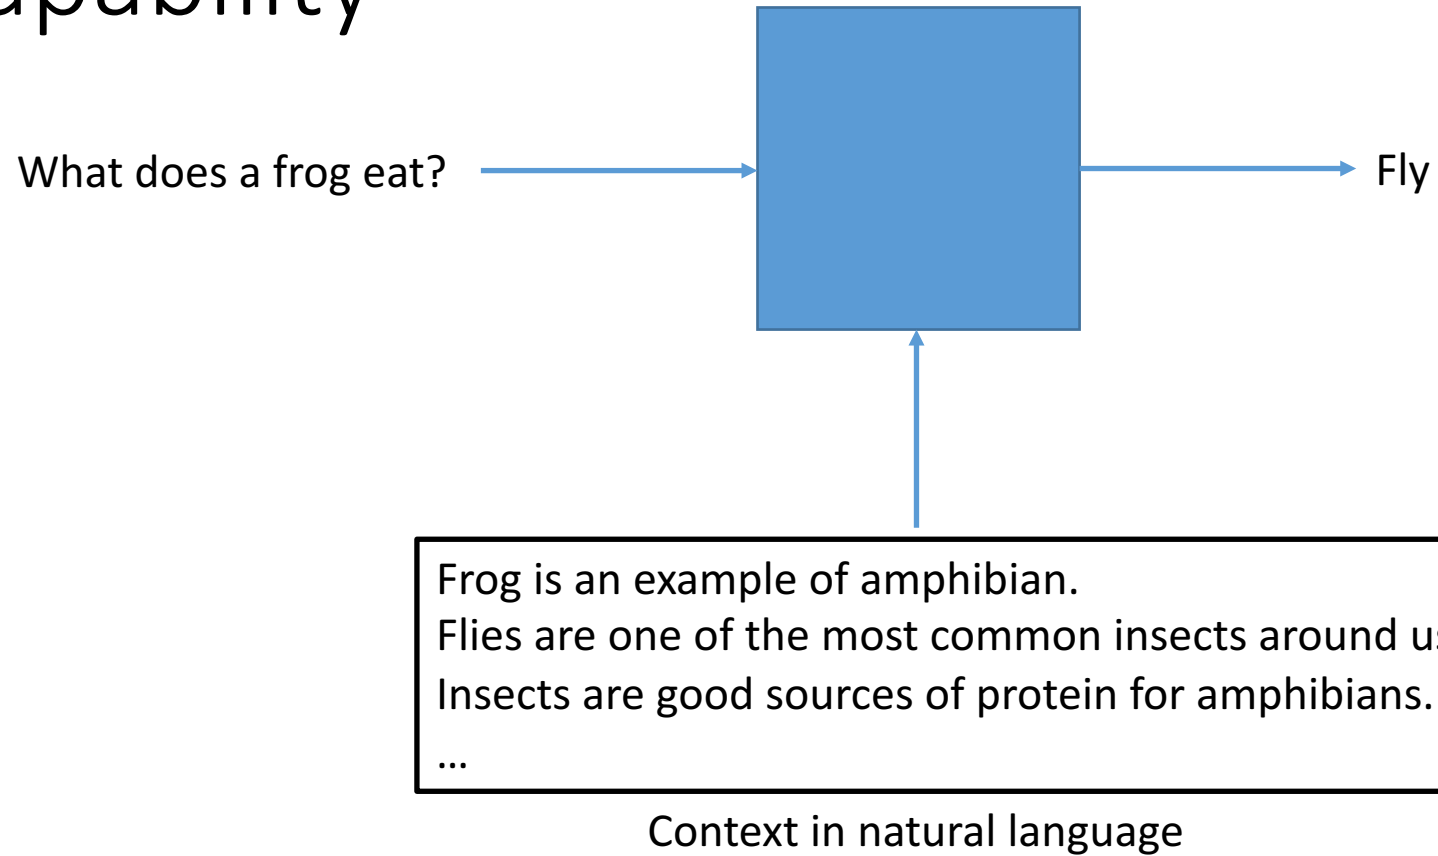 What does a frog eat?
Fly
Frog is an example of amphibian.
Flies are one of the most common insects around
Insects are good sources of protein for amphibians.
...
Context in natural language